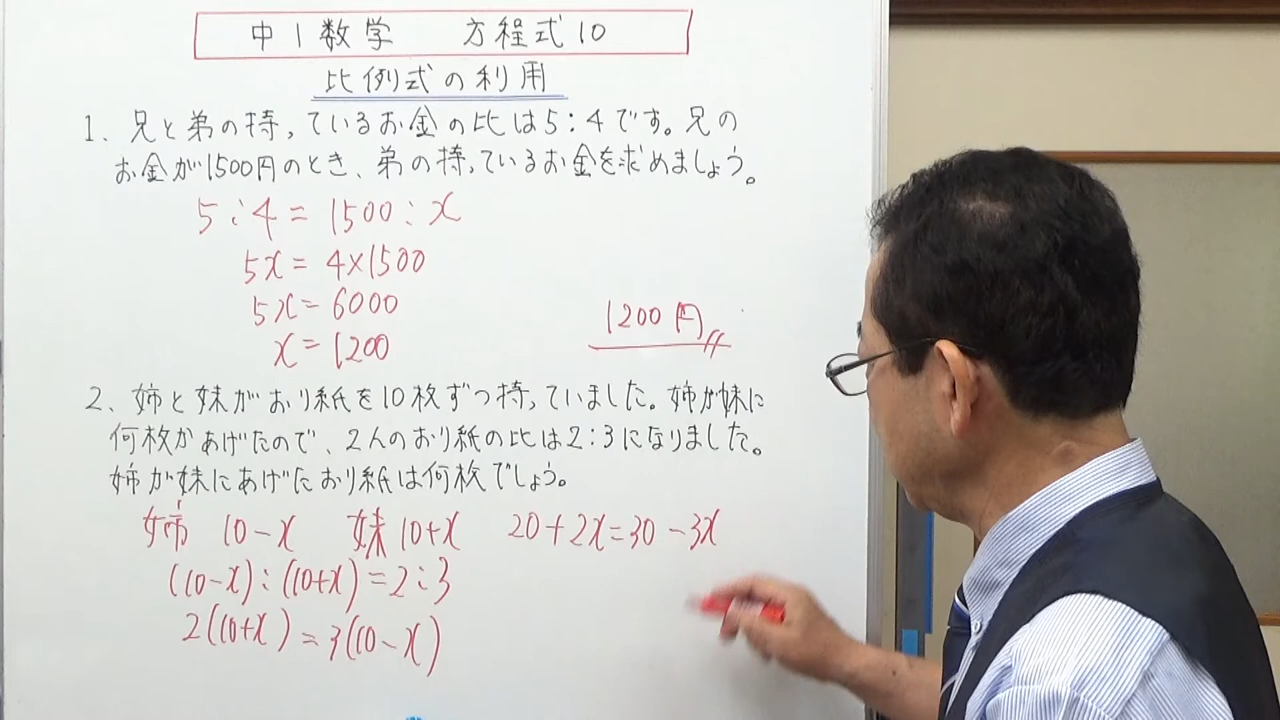 中1数学 方程式10
比例式の利用
1、兄と弟の持っているお金の比は5:4です。兄の
お金が1500円のとき、弟の持っているお金を求めましょう。
5:4=1500:x
5x=4×1500
5x=6000
x=1200
1200円
2、姉と妹がおり紙を10枚ずつ持っていました。姉が妹に
何枚かあげたので、2人のおり紙の比は2:3になりました。
姉が妹にあげたおり紙は何枚でしょう。
姉 10-x 妹 10+x 20+2x=30-3x
(10-x):(10+x)=2:3
2(10+x)=3(10-x)